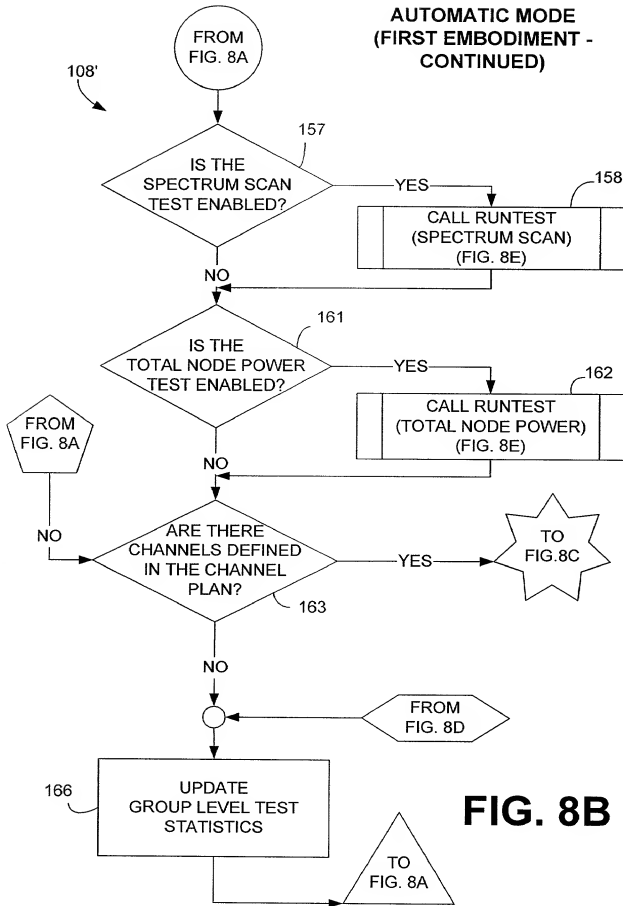 FROM
FIG. 8A
AUTOMATIC MODE
(FIRST EMBODIMENT -
CONTINUED)
108'
157
IS THE
SPECTRUM SCAN
TEST ENABLED?
YES
158
CALL RUNTEST
(SPECTRUM SCAN)
(FIG. 8E)
NO
161
IS THE
TOTAL NODE POWER
TEST ENABLED?
YES
162
CALL RUNTEST
(TOTAL NODE POWER)
(FIG. 8E)
FROM
FIG. 8A
NO
NO
ARE THERE
CHANNELS DEFINED
IN THE CHANNEL
PLAN?
163
YES
TO
FIG.8C
NO
FROM
FIG. 8D
166
UPDATE
GROUP LEVEL TEST
STATISTICS
FIG. 8B
TO
FIG. 8A